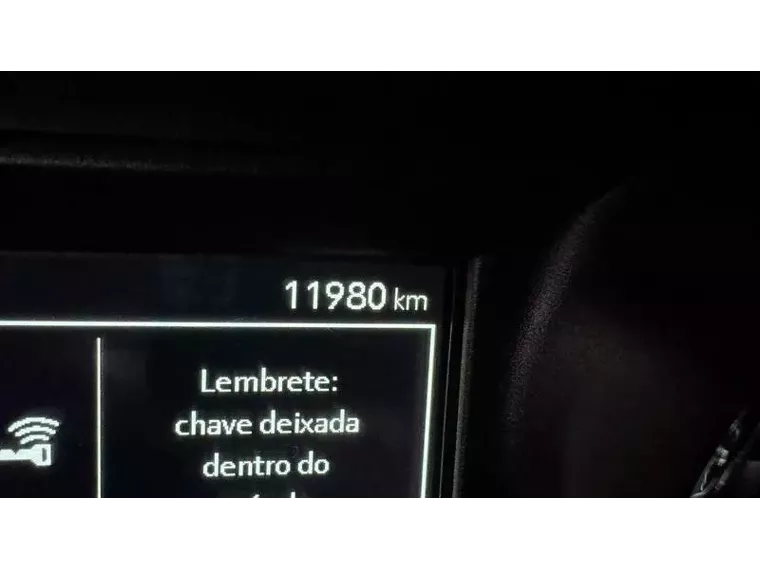 11980 km
Lembrete:
chave deixada
dentro do